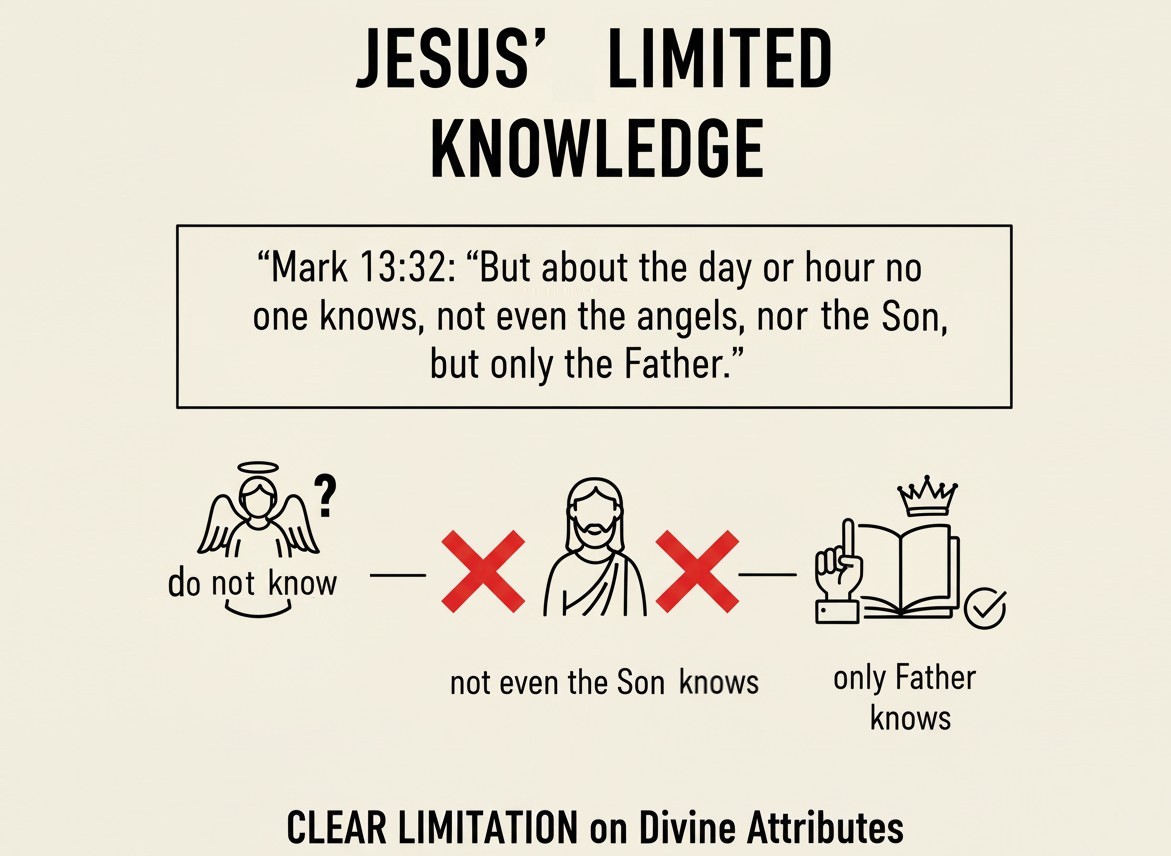 JESUS’ LIMITED
KNOWLEDGE
“Mark 13:32: “But about the day or hour no
one knows, not even the angels, nor the Son,
but only the Father.”
?
do not know
not even the Son knows
only Father
knows
CLEAR LIMITATION on Divine Attributes